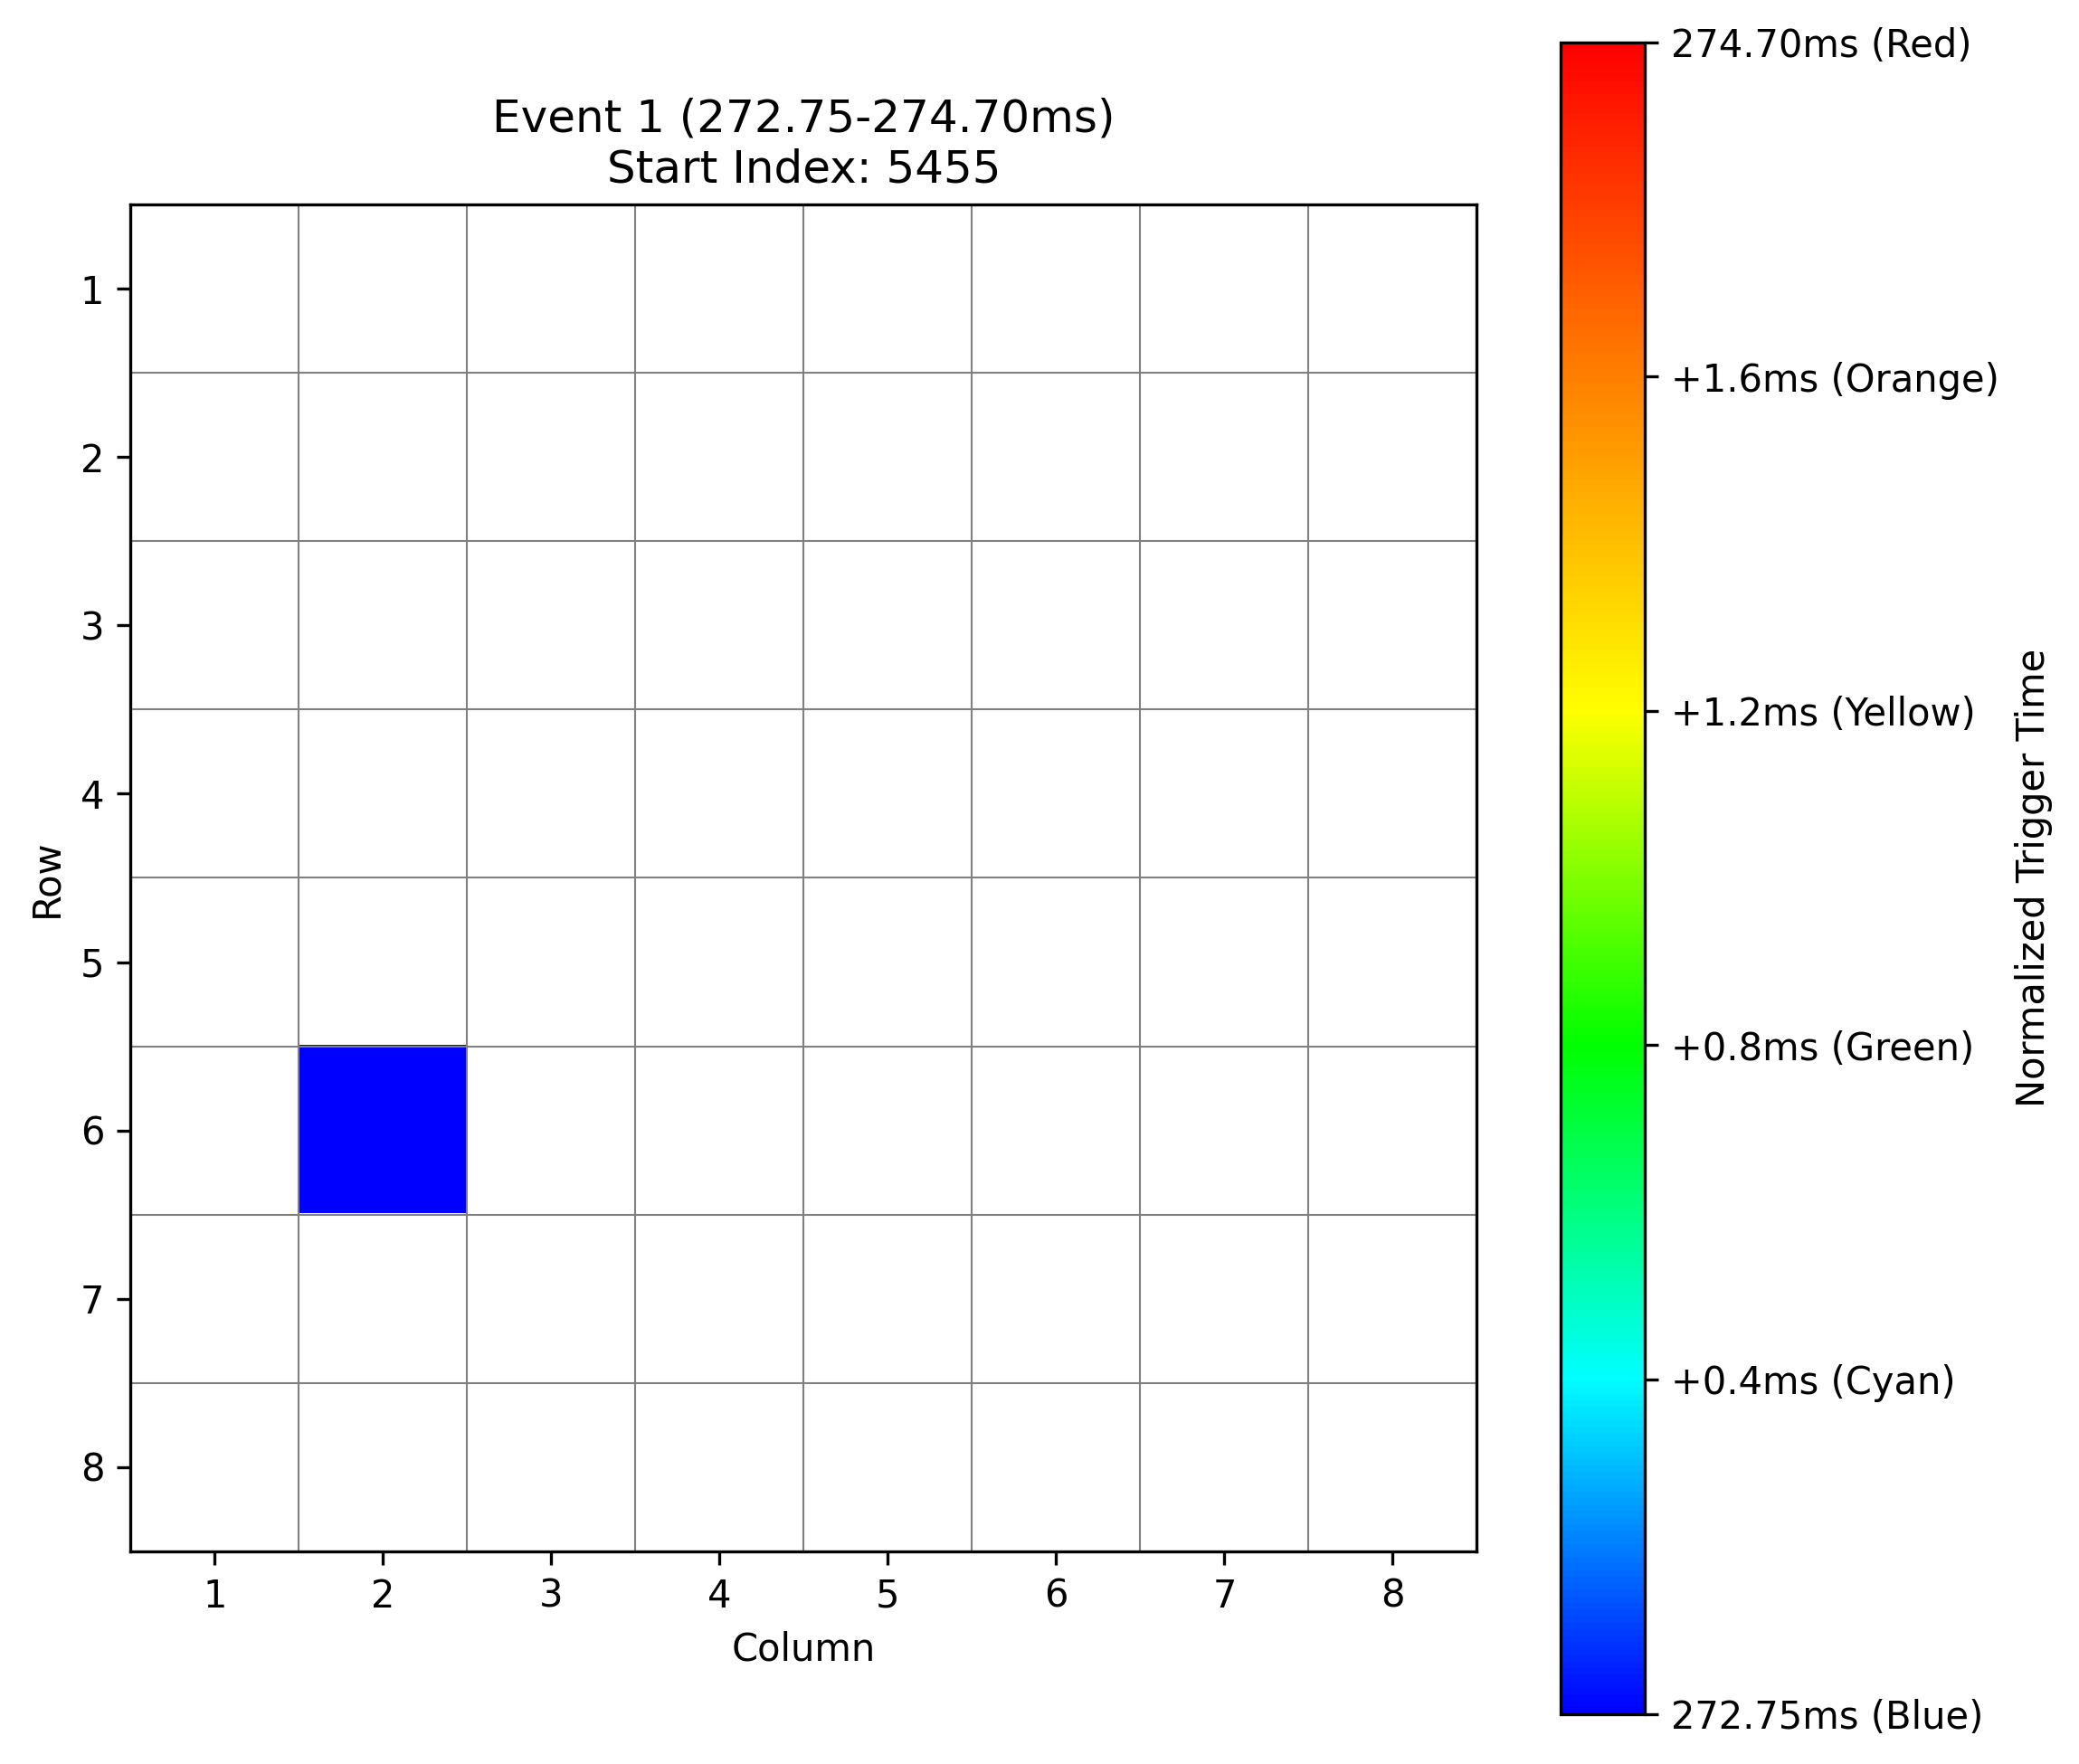 Event 1 (272.75-274.70ms)
Start Index: 5455
Row
1
2
3
4
5
6
7
8
1 2 3 4 5 6 7 8
Column
274.70ms (Red)
+1.6ms (Orange)
+1.2ms (Yellow)
+0.8ms (Green)
+0.4ms (Cyan)
272.75ms (Blue)
Normalized Trigger Time